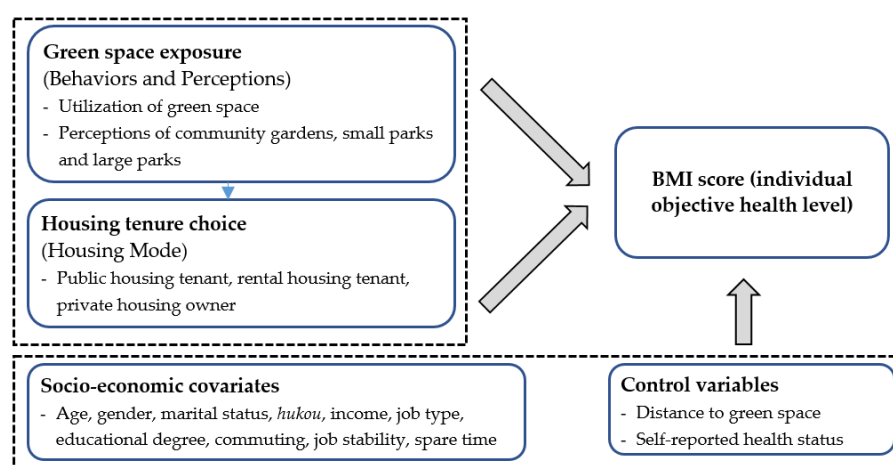 Green space exposure
(Behaviors and Perceptions)
- Utilization of green space
- Perceptions of community gardens, small parks
and large parks
Housing tenure choice
(Housing Mode)
- Public housing tenant, rental housing tenant,
private housing owner
BMI score (individual
objective health level)
Socio-economic covariates
- Age, gender, marital status, hukou, income, job type,
educational degree, commuting, job stability, spare time
Control variables
- Distance to green space
- Self-reported health status